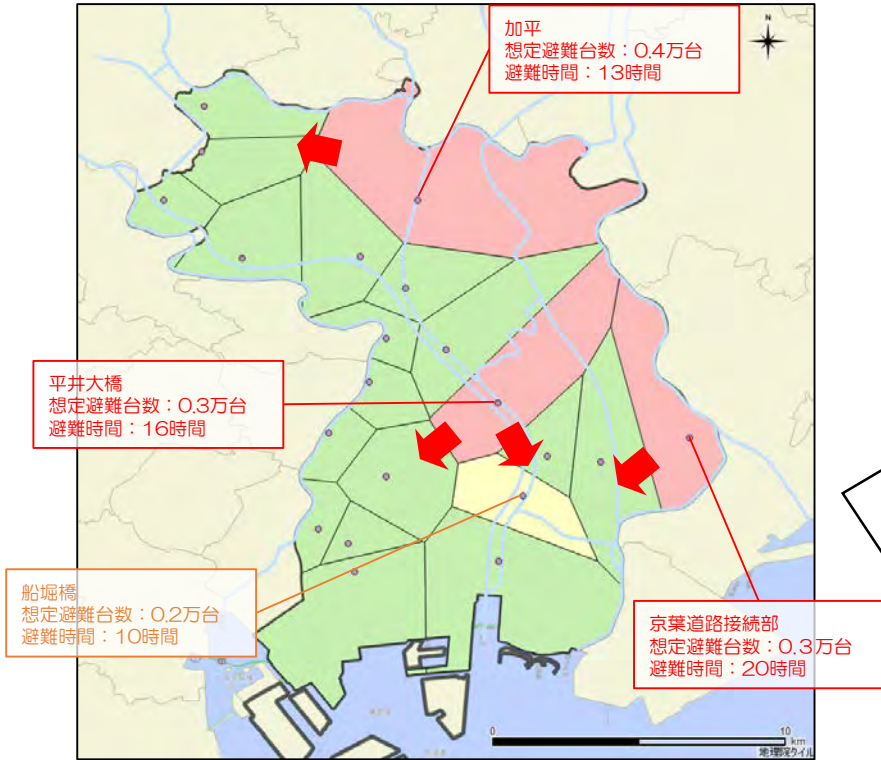 加平
想定避難台数：0.4万台
避難時間：13時間
N
平井大橋
想定避難台数：0.3万台
避難時間：16時間
船堀橋
想定避難台数：0.2万台
避難時間：10時間
京葉道路接続部
想定避難台数：0.3万台
避難時間：20時間
0
10
km
地理院タイル